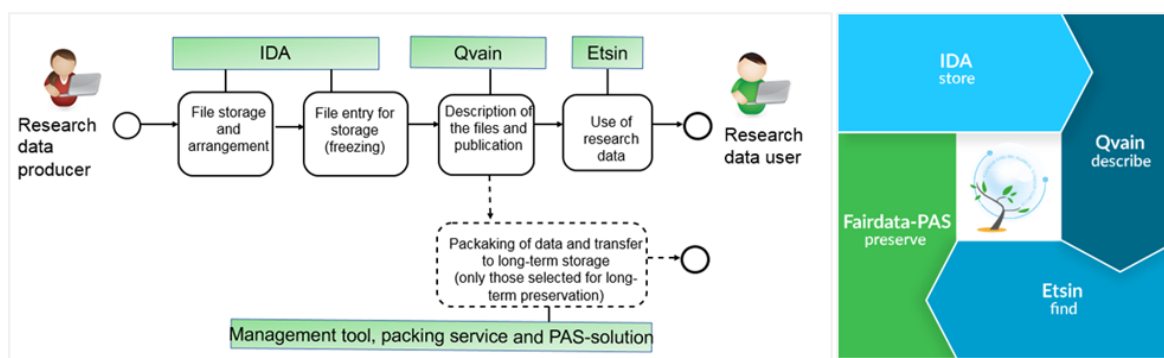 IDA
Qvain
Etsin
Research
data
producer
File storage
and
arrangement
File entry for
storage
(freezing)
Description of
the files and
publication
Use of
research
data
Research
data user
Packaking of data and transfer
to long-term storage
(only those selected for long-
term preservation)
Management tool, packing service and PAS-solution
IDA
store
Qvain
describe
Fairdata-PAS
preserve
Etsin
find